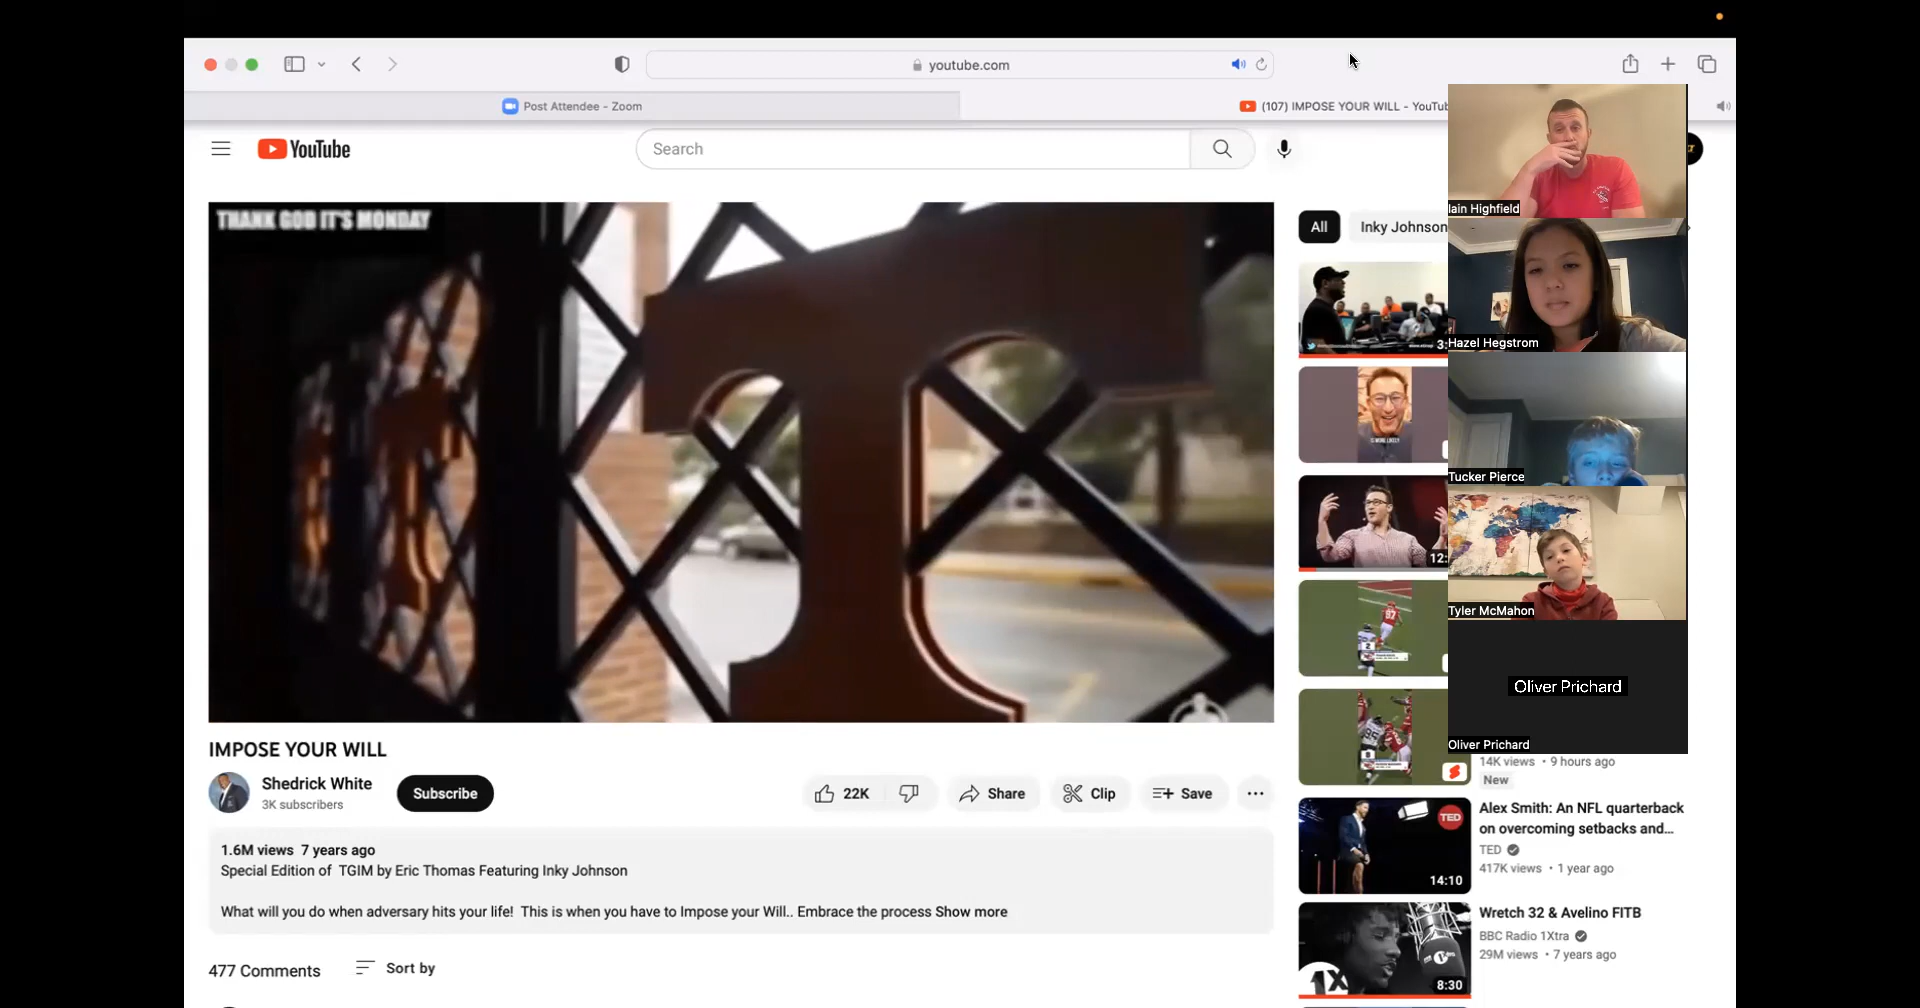 youtube.com
Post Attendee - Zoom
(107) IMPOSE YOUR WILL - YouTub
YouTube
Search
THANK GOD IT'S MONDAY
All
Inky Johnson
3:
12:
IMPOSE YOUR WILL
Shedrick White
3K subscribers
Subscribe
22K
Share
Clip
Save
1.6M views 7 years ago
Special Edition of TGIM by Eric Thomas Featuring Inky Johnson
What will you do when adversary hits your life! This is when you have to Impose your Will.. Embrace the process Show more
477 Comments
Sort by
Iain Highfield
Hazel Hegstrom
Tucker Pierce
Tyler McMahon
Oliver Prichard
Oliver Prichard
14K views • 9 hours ago
New
Alex Smith: An NFL quarterback
on overcoming setbacks and...
TED
417K views • 1 year ago
TED
14:10
Wretch 32 & Avelino FITB
BBC Radio 1Xtra
29M views • 7 years ago
1X
8:30